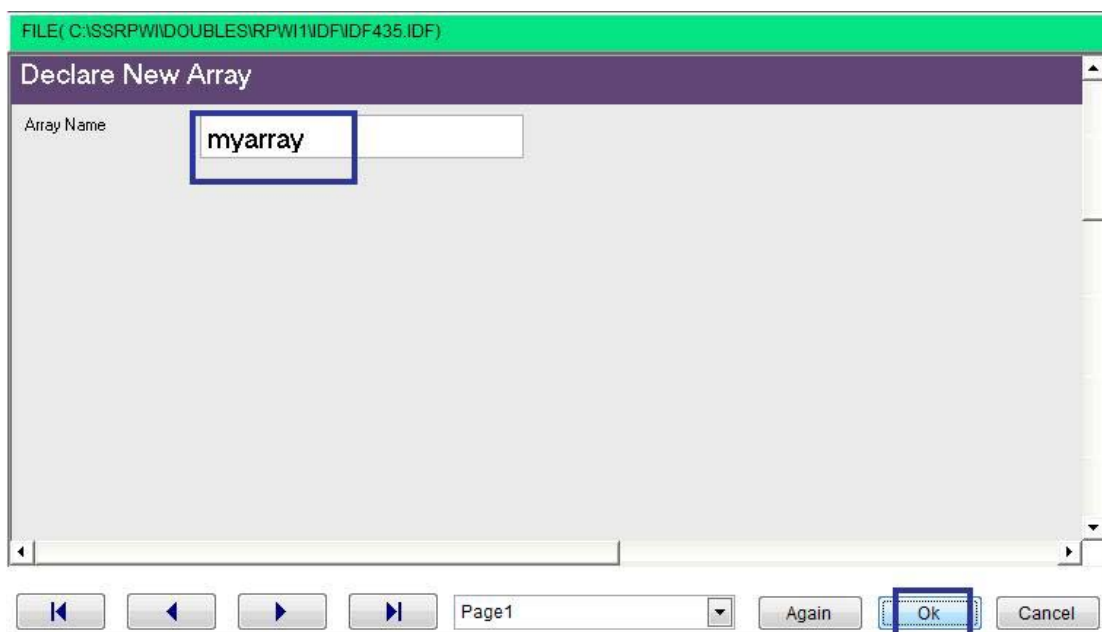 FILE( C:\SSRPWI\DOUBLES\RPWI1\IDF\IDF435.IDF)
Declare New Array
Array Name
myarray
Page1
Again
Ok
Cancel